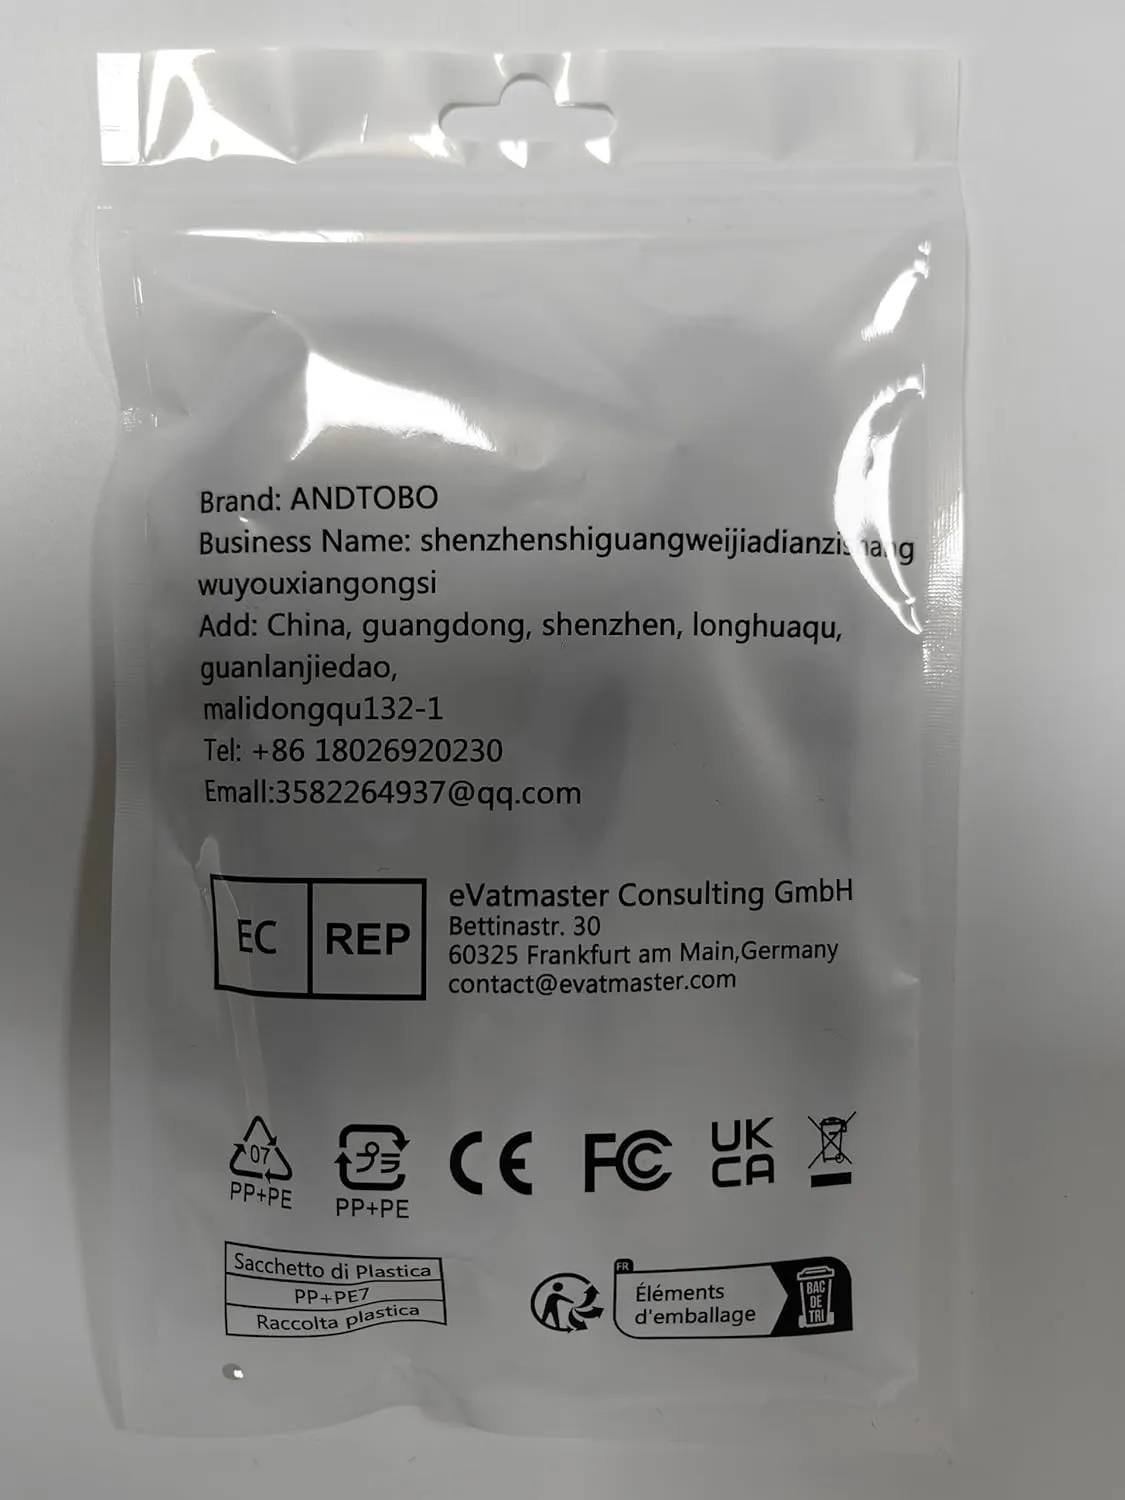 Brand: ANDTOBO
Business Name: shenzhenshiguangweijiadianzishang
wuyouxiangongsi
Add: China, guangdong, shenzhen, longhuaqu,
guanlanjiedao,
malidongqu132-1
Tel: +86 18026920230
Emall:3582264937@qq.com
EC REP
eVatmaster Consulting GmbH
Bettinastr. 30
60325 Frankfurt am Main,Germany
contact@evatmaster.com
07
PP+PE
プラ
PP+PE
CE
FC
UK
CA
Sacchetto di Plastica
PP+PE7
Raccolta plastica
FR
Éléments
d'emballage
BAC
DE
TRI